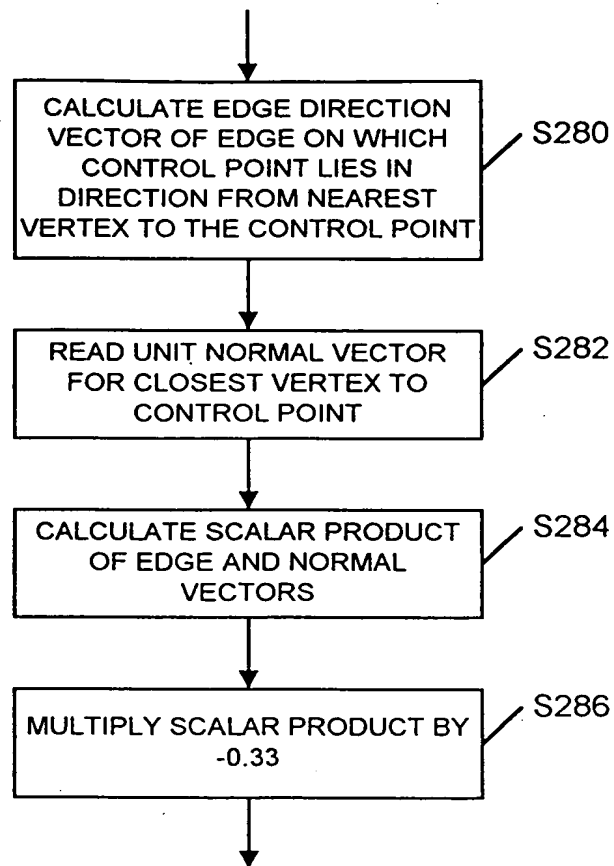 CALCULATE EDGE DIRECTION
VECTOR OF EDGE ON WHICH
CONTROL POINT LIES IN
DIRECTION FROM NEAREST
VERTEX TO THE CONTROL POINT
S280
READ UNIT NORMAL VECTOR
FOR CLOSEST VERTEX TO
CONTROL POINT
S282
CALCULATE SCALAR PRODUCT
OF EDGE AND NORMAL
VECTORS
S284
MULTIPLY SCALAR PRODUCT BY
-0.33
S286